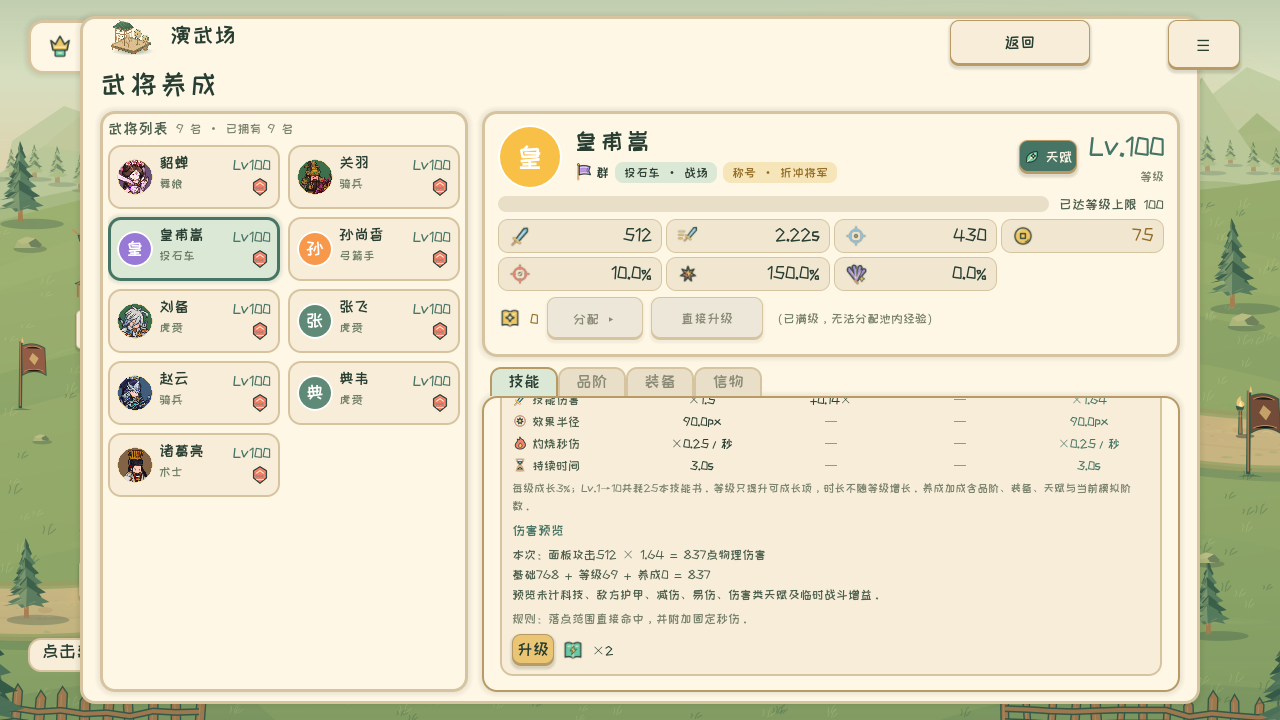 演武场
返回
☰
武将养成
武将列表 9 名 · 已拥有 9 名
貂蝉 Lv100
舞娘
关羽 Lv100
骑兵
皇 皇甫嵩 Lv100
投石车
孙 孙尚香 Lv100
弓箭手
刘备 Lv100
虎贲
张 张飞 Lv100
虎贲
赵云 Lv100
骑兵
典 典韦 Lv100
虎贲
诸葛亮 Lv100
术士
皇
皇甫嵩
群 投石车 · 战场 称号 · 折冲将军
天赋
Lv.100
等级
已达等级上限 100
512 2.22s 430 75
10.0% 150.0% 0.0%
0 分配 ▸ 直接升级 (已满级，无法分配池内经验)
技能 品阶 装备 信物
技能伤害 ×1.5 +0.14× — ×1.64
效果半径 90.0px — — 90.0px
灼烧秒伤 ×0.25 / 秒 — — ×0.25 / 秒
持续时间 3.0s — — 3.0s
每级成长3%；Lv.1→10共耗25本技能书。等级只提升可成长项，时长不随等级增长。养成加成含品阶、装备、天赋与当前模拟阶
数。
伤害预览
本次：面板攻击512 × 1.64 = 837点物理伤害
基础768 + 等级69 + 养成0 = 837
预览未计科技、敌方护甲、减伤、易伤、伤害类天赋及临时战斗增益。
规则：落点范围直接命中，并附加固定秒伤。
升级 ×2
点击